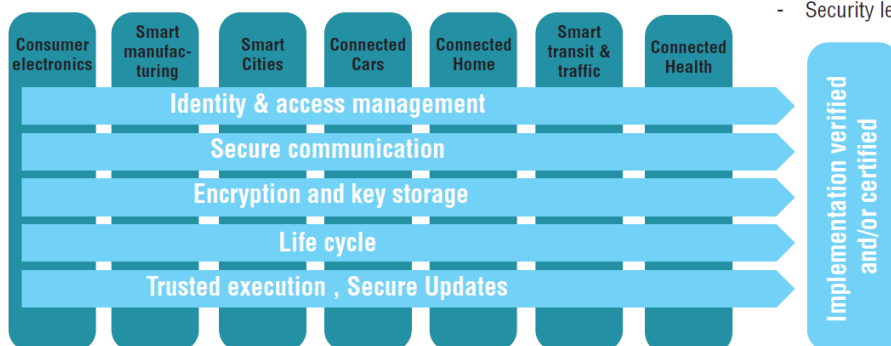 - Security le
Consumer
electronics
Smart
manufac-
turing
Smart
Cities
Connected
Cars
Connected
Home
Smart
transit &
traffic
Connected
Health
Identity & access management
Secure communication
Encryption and key storage
Life cycle
Trusted execution , Secure Updates
Implementation verified
and/or certified